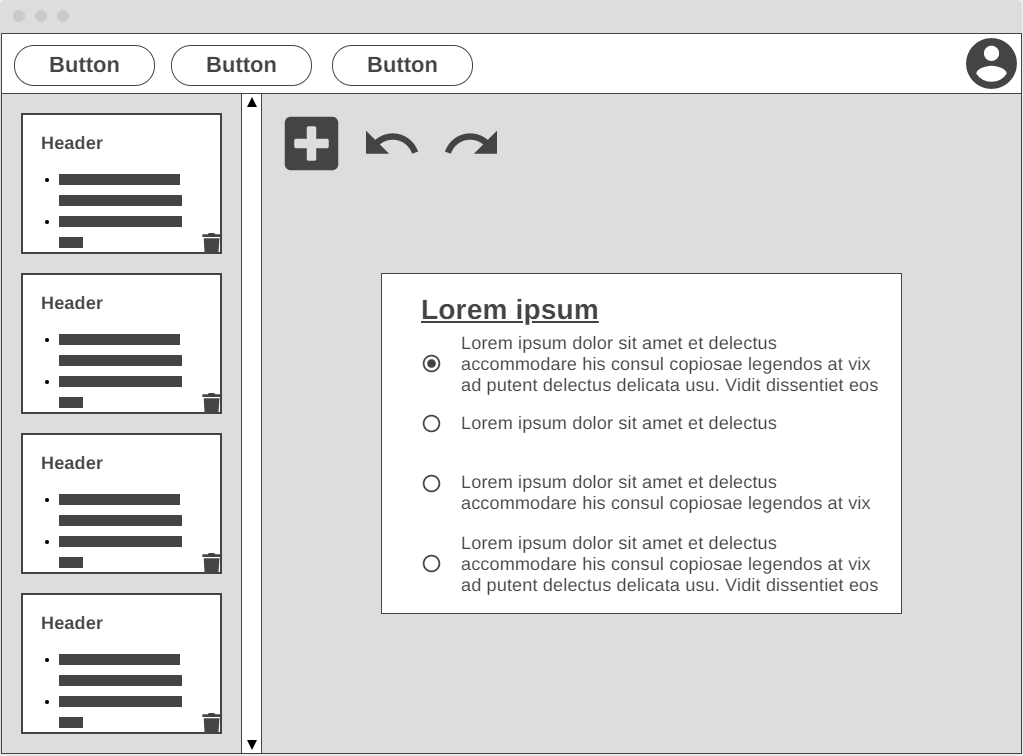 Button
Button
Button
Header
Header
Header
Header
Lorem ipsum
Lorem ipsum dolor sit amet et delectus
accommodare his consul copiosae legendos at vix
ad putent delectus delicata usu. Vidit dissentiet eos
Lorem ipsum dolor sit amet et delectus
Lorem ipsum dolor sit amet et delectus
accommodare his consul copiosae legendos at vix
Lorem ipsum dolor sit amet et delectus
accommodare his consul copiosae legendos at vix
ad putent delectus delicata usu. Vidit dissentiet eos